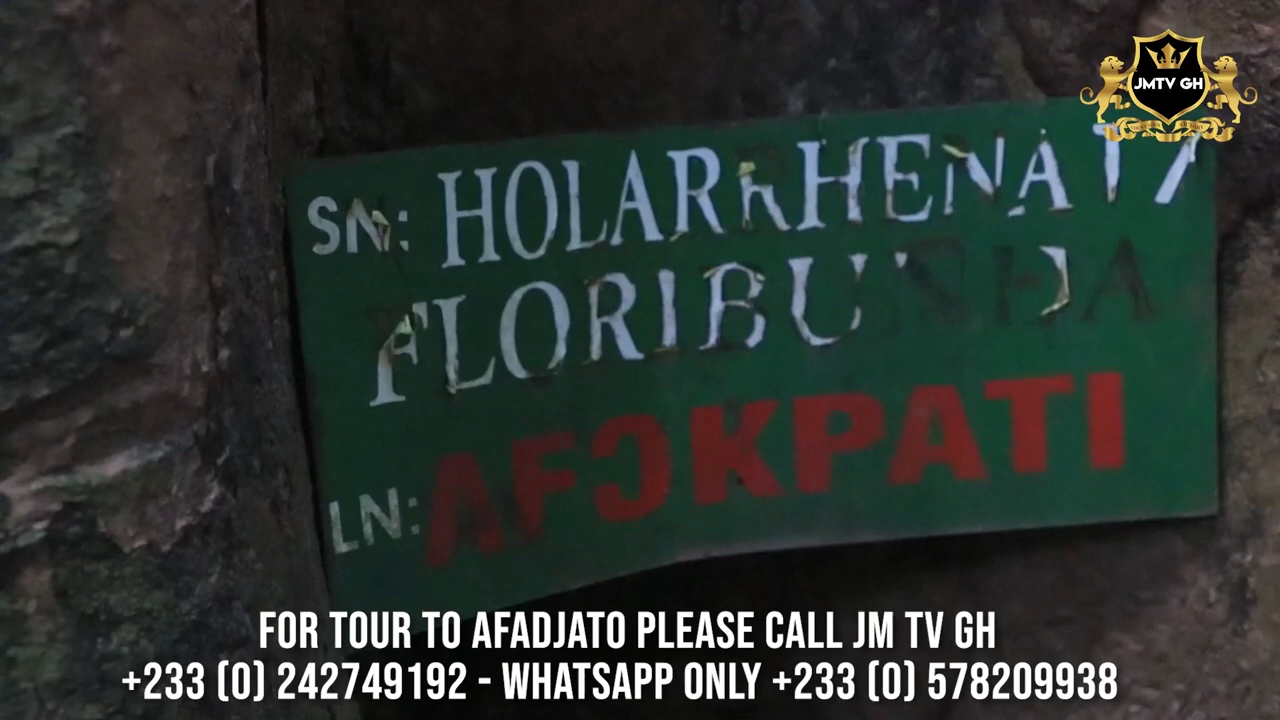 JMTV GH
SN: HOLARRHENA
FLORIBUNDA
LN: AFƆKPATI
FOR TOUR TO AFADJATO PLEASE CALL JM TV GH
+233 (0) 242749192 - WHATSAPP ONLY +233 (0) 578209938